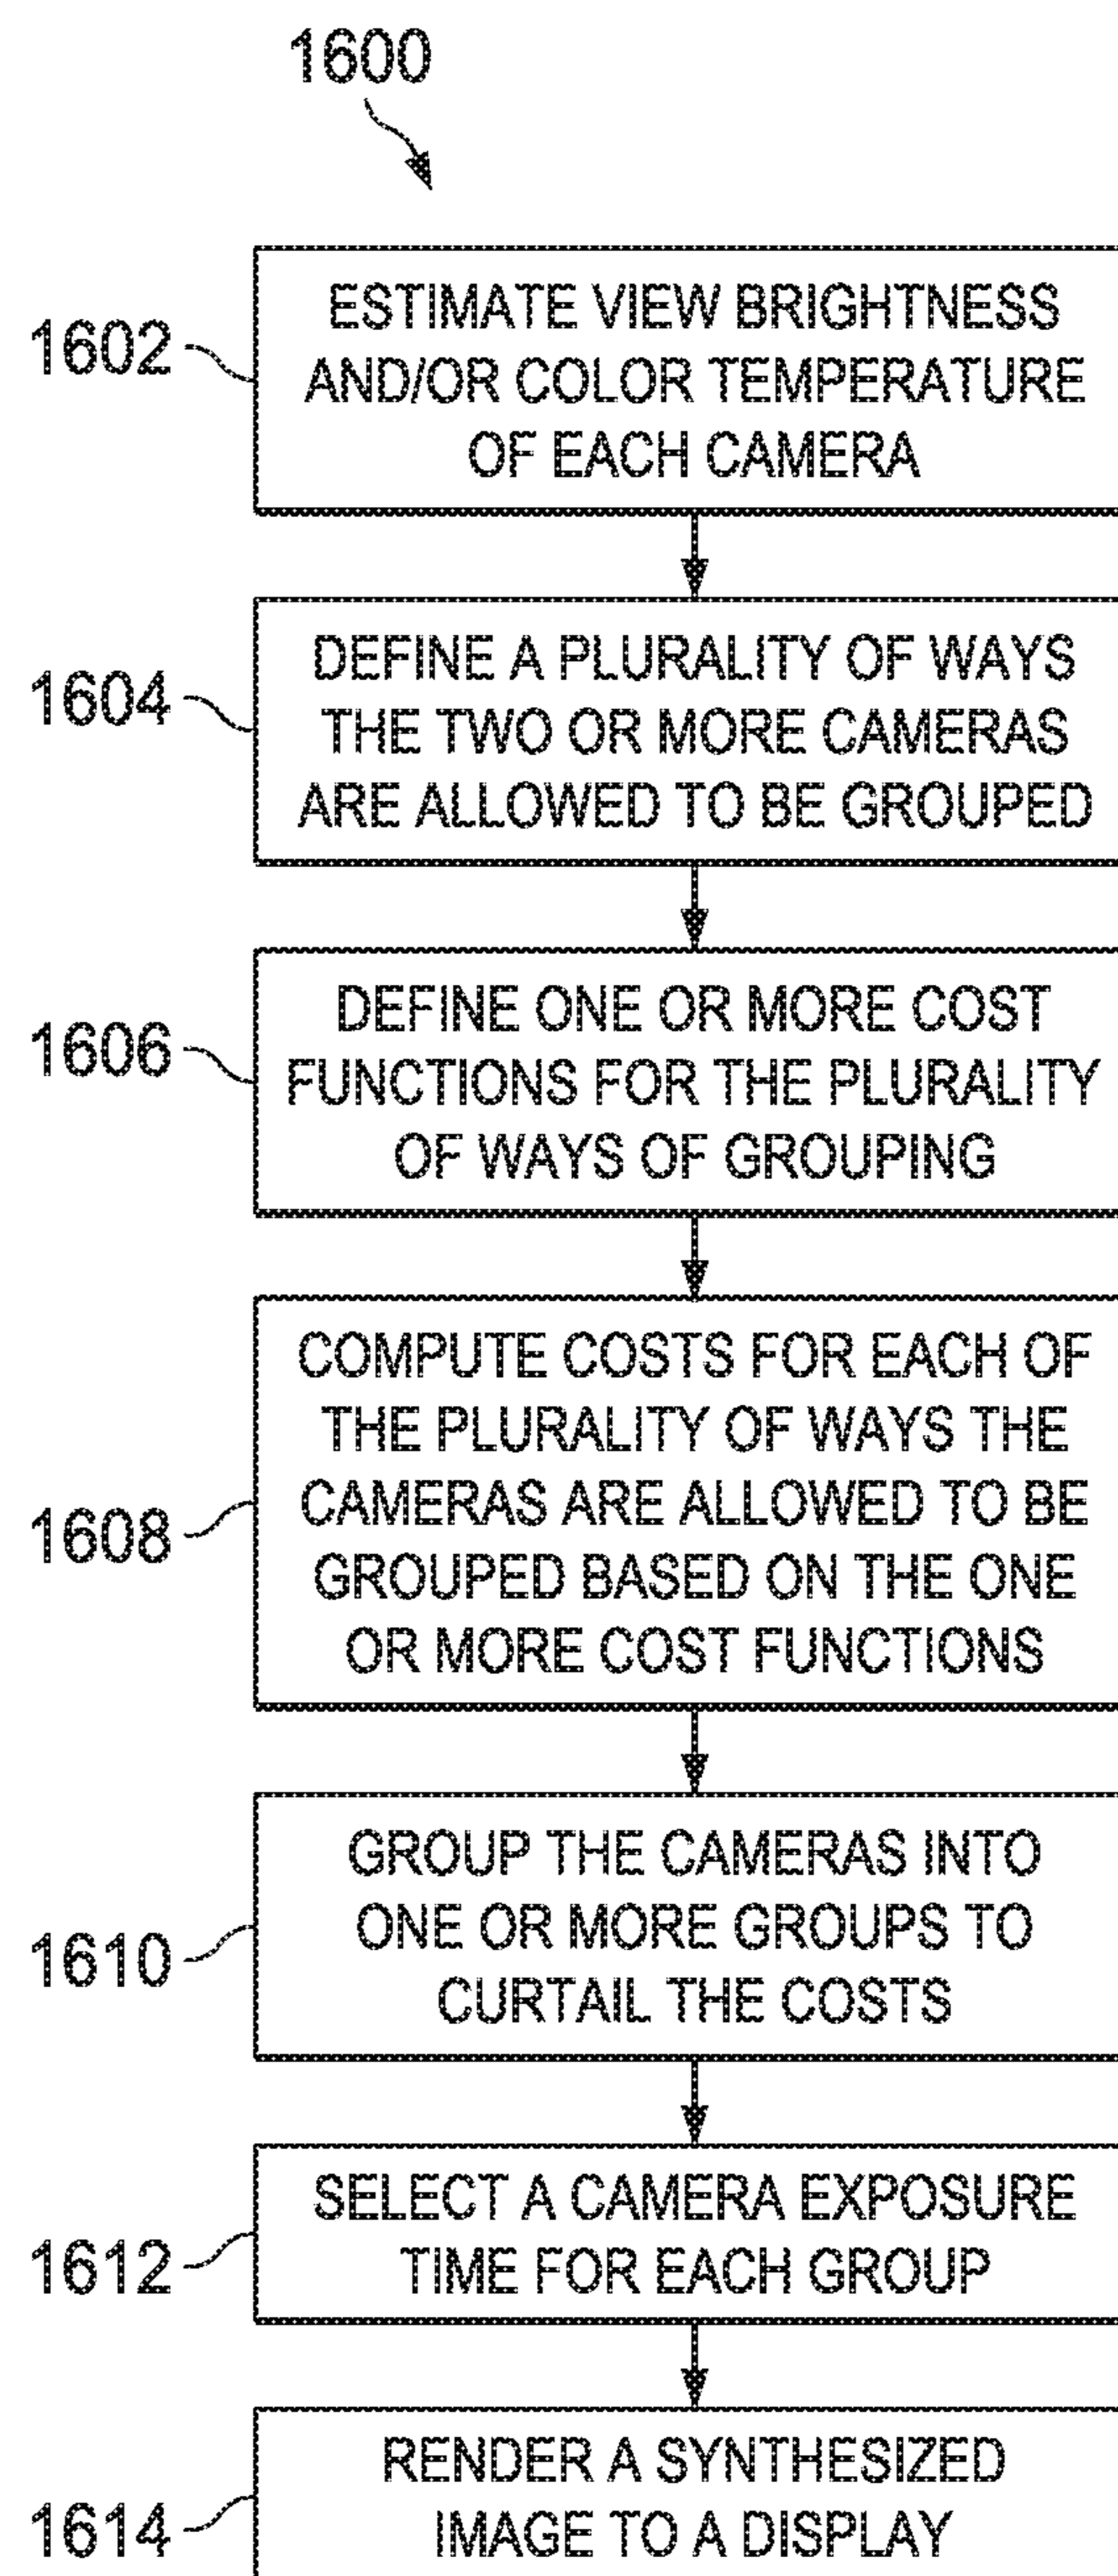 1600
1602
ESTIMATE VIEW BRIGHTNESS
AND/OR COLOR TEMPERATURE
OF EACH CAMERA
1604
DEFINE A PLURALITY OF WAYS
THE TWO OR MORE CAMERAS
ARE ALLOWED TO BE GROUPED
1606
DEFINE ONE OR MORE COST
FUNCTIONS FOR THE PLURALITY
OF WAYS OF GROUPING
1608
COMPUTE COSTS FOR EACH OF
THE PLURALITY OF WAYS THE
CAMERAS ARE ALLOWED TO BE
GROUPED BASED ON THE ONE
OR MORE COST FUNCTIONS
1610
GROUP THE CAMERAS INTO
ONE OR MORE GROUPS TO
CURTAIL THE COSTS
1612
SELECT A CAMERA EXPOSURE
TIME FOR EACH GROUP
1614
RENDER A SYNTHESIZED
IMAGE TO A DISPLAY